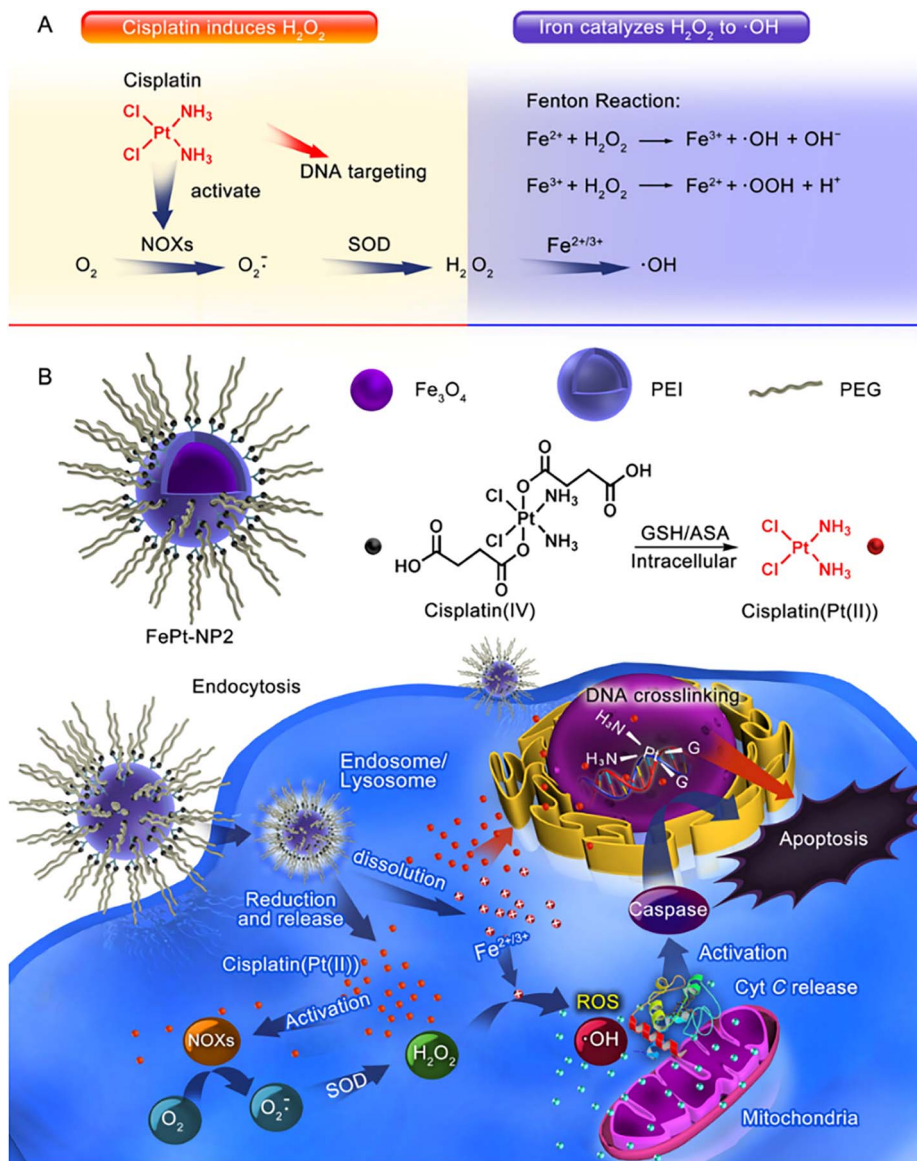 A
Cisplatin induces H₂O₂
Iron catalyzes H₂O₂ to ·OH
Cisplatin
Cl
NH₃
Pt
Cl
NH₃
activate
DNA targeting
NOXs
O₂
O₂·̄
SOD
H₂O₂
Fe²⁺/³⁺
·OH
Fenton Reaction:
Fe²⁺ + H₂O₂ → Fe³⁺ + ·OH + OH⁻
Fe³⁺ + H₂O₂ → Fe²⁺ + ·OOH + H⁺
B
Fe₃O₄
PEI
PEG
FePt-NP2
O
OH
O
O
Cl
NH₃
Pt
Cl
NH₃
O
O
HO
O
Cisplatin(IV)
GSH/ASA
Intracellular
Cl
NH₃
Pt
Cl
NH₃
Cisplatin(Pt(II))
Endocytosis
Endosome/
Lysosome
DNA crosslinking
H₃N
H₃N
Pt
G
G
Apoptosis
dissolution
Reduction
and release
Fe²⁺/³⁺
Caspase
Cisplatin(Pt(II))
Activation
Activation
Cyt C release
ROS
·OH
NOXs
H₂O₂
SOD
O₂
O₂·̄
Mitochondria